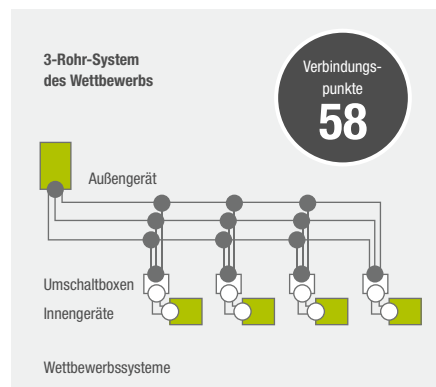 3-Rohr-System
des Wettbewerbs
Verbindungs-
punkte
58
Außengerät
Umschaltboxen
Innengeräte
Wettbewerbssysteme